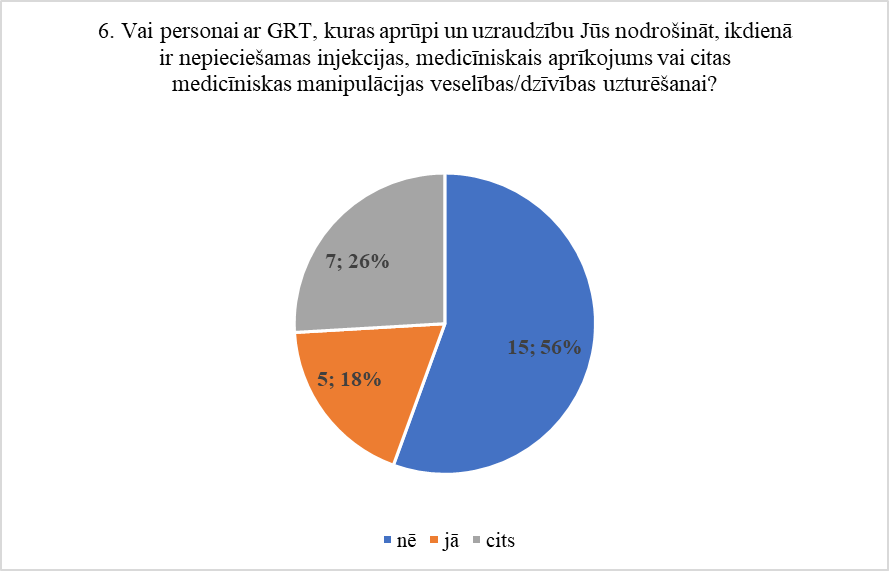 6. Vai personai ar GRT, kuras aprūpi un uzraudzību Jūs nodrošināt, ikdienā
ir nepieciešamas injekcijas, medicīniskais aprīkojums vai citas
medicīniskas manipulācijas veselības/dzīvības uzturēšanai?
7; 26%
15; 56%
5; 18%
nē jā cits